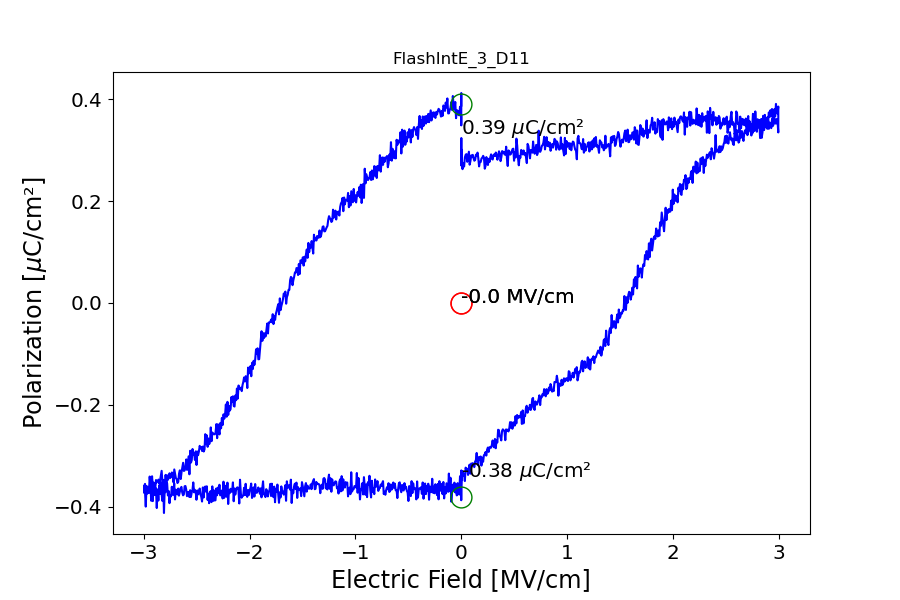 FlashIntE_3_D11
Polarization [μC/cm²]
0.4
0.2
0.0
−0.2
−0.4
0.39 μC/cm²
-0.0 MV/cm
-0.38 μC/cm²
−3
−2
−1
0
1
2
3
Electric Field [MV/cm]